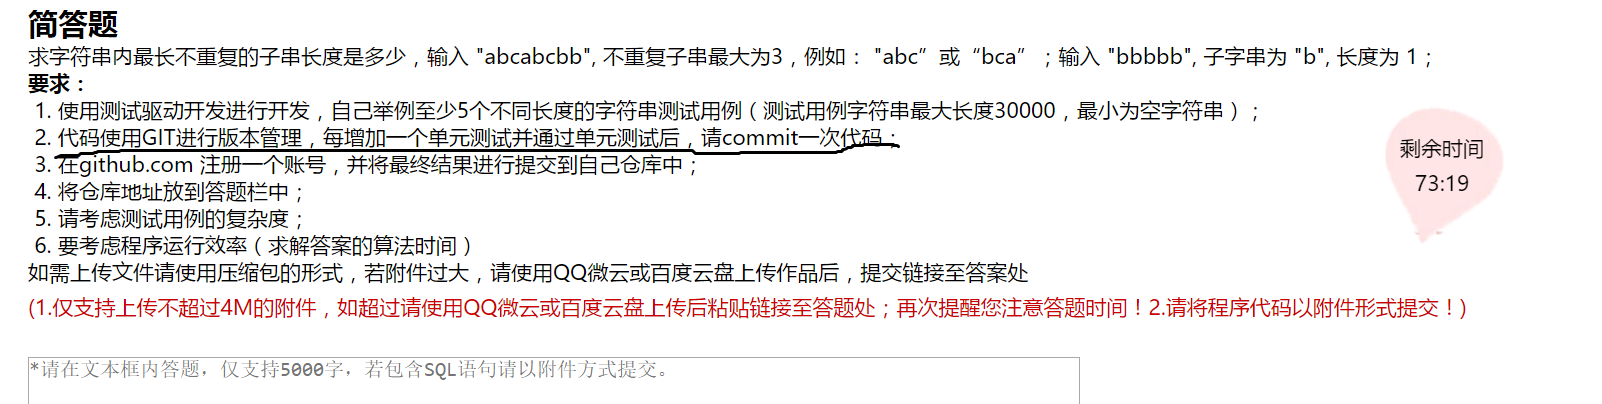 简答题
求字符串内最长不重复的子串长度是多少，输入 "abcabcbb", 不重复子串最大为3，例如： "abc”或“bca” ；输入 "bbbbb", 子字串为 "b", 长度为 1；
要求：
1. 使用测试驱动开发进行开发，自己举例至少5个不同长度的字符串测试用例（测试用例字符串最大长度30000，最小为空字符串）；
2. 代码使用GIT进行版本管理，每增加一个单元测试并通过单元测试后，请commit一次代码；
3. 在github.com 注册一个账号，并将最终结果进行提交到自己仓库中；
4. 将仓库地址放到答题栏中；
5. 请考虑测试用例的复杂度；
6. 要考虑程序运行效率（求解答案的算法时间）
如需上传文件请使用压缩包的形式，若附件过大，请使用QQ微云或百度云盘上传作品后，提交链接至答案处
(1.仅支持上传不超过4M的附件，如超过请使用QQ微云或百度云盘上传后粘贴链接至答题处；再次提醒您注意答题时间！2.请将程序代码以附件形式提交！)
剩余时间
73:19
*请在文本框内答题，仅支持5000字，若包含SQL语句请以附件方式提交。